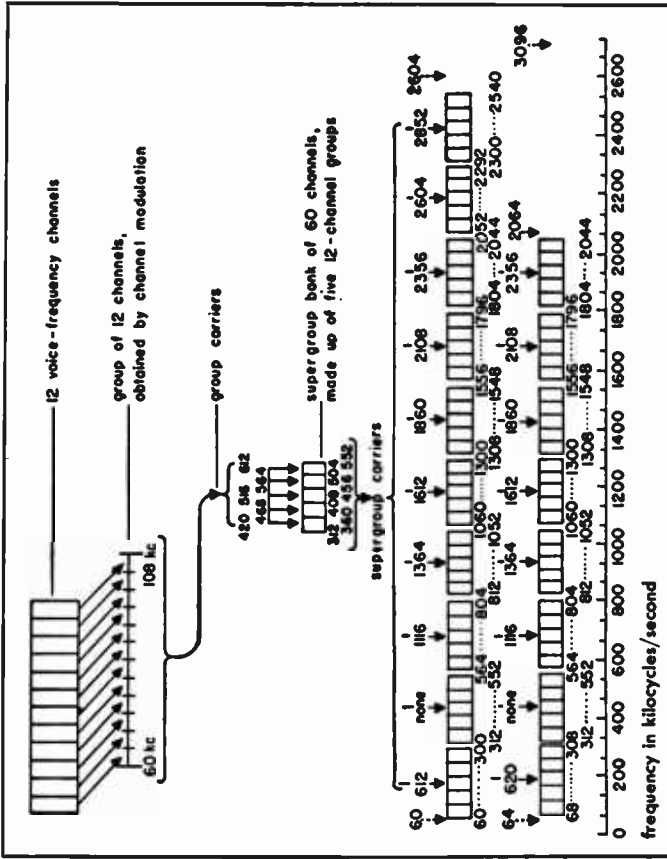 12 voice-frequency channels
group of 12 channels,
obtained by channel modulation
60 kc 108 kc
group carriers
420 516 612
468 564
supergroup bank of 60 channels,
made up of five 12-channel groups
312 408 504
360 456 552
supergroup carriers
60 612 none 1116 1364 1612 1860 2108 2356 2604 2852 2604
60·····300 564·····804 1060·····1300 1556·····1796 2052·····2292
312·····552 812·····1052 1308·····1548 1804·····2044 2300·····2540
64 620 none 1116 1364 1612 1860 2108 2356 2064 3096
68·····308 564·····804 1060·····1300 1556·····1796
312·····552 812·····1052 1308·····1548 1804·····2044
0 200 400 600 800 1000 1200 1400 1600 1800 2000 2200 2400 2600
frequency in kilocycles/second